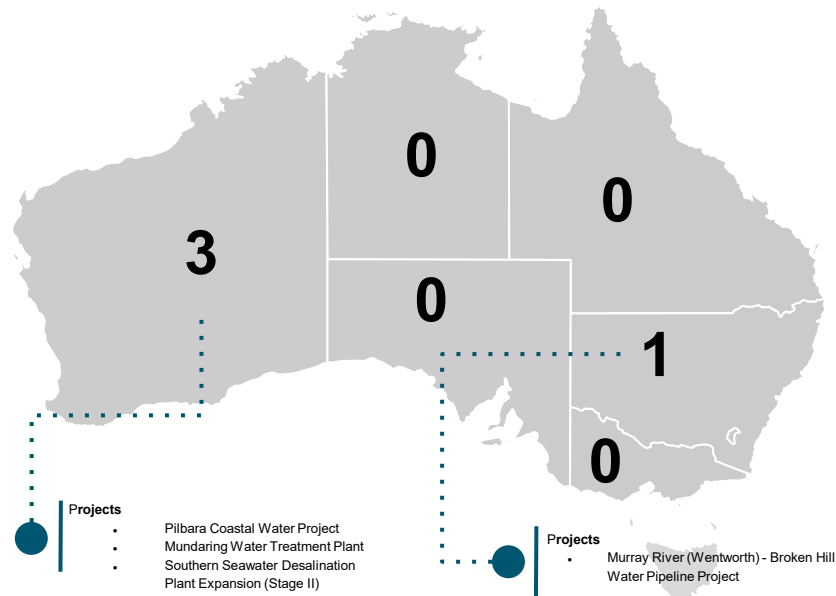 0
0
3
0
1
0
Projects
• Pilbara Coastal Water Project
• Mundaring Water Treatment Plant
• Southern Seawater Desalination
Plant Expansion (Stage II)
Projects
• Murray River (Wentworth) - Broken Hill
Water Pipeline Project